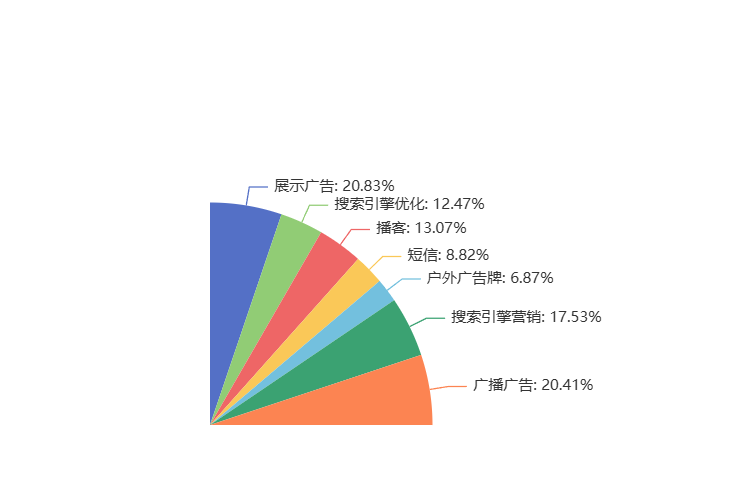 展示广告: 20.83%
搜索引擎优化: 12.47%
播客: 13.07%
短信: 8.82%
户外广告牌: 6.87%
搜索引擎营销: 17.53%
广播广告: 20.41%